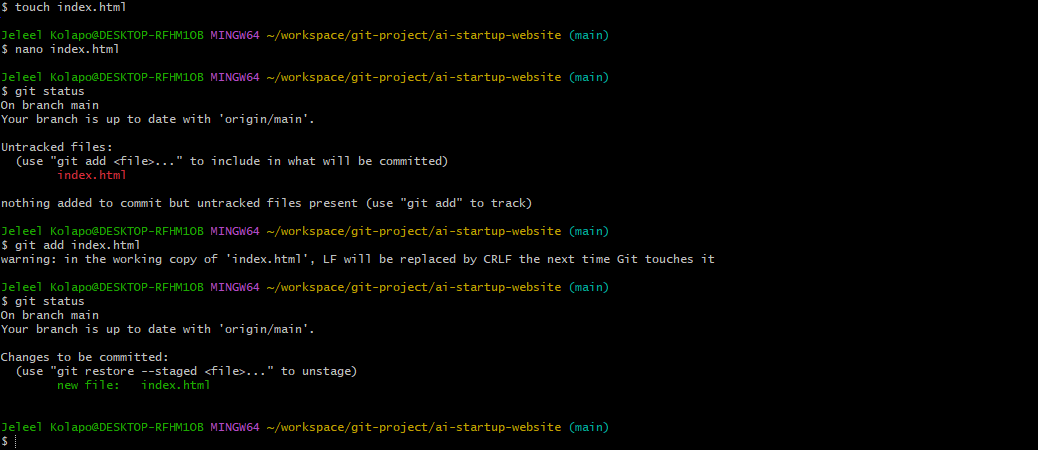 $ touch index.html
Jeleel Kolapo@DESKTOP-RFHM1OB MINGW64 ~/workspace/git-project/ai-startup-website (main)
$ nano index.html
Jeleel Kolapo@DESKTOP-RFHM1OB MINGW64 ~/workspace/git-project/ai-startup-website (main)
$ git status
On branch main
Your branch is up to date with 'origin/main'.
Untracked files:
(use "git add <file>..." to include in what will be committed)
index.html
nothing added to commit but untracked files present (use "git add" to track)
Jeleel Kolapo@DESKTOP-RFHM1OB MINGW64 ~/workspace/git-project/ai-startup-website (main)
$ git add index.html
warning: in the working copy of 'index.html', LF will be replaced by CRLF the next time Git touches it
Jeleel Kolapo@DESKTOP-RFHM1OB MINGW64 ~/workspace/git-project/ai-startup-website (main)
$ git status
On branch main
Your branch is up to date with 'origin/main'.
Changes to be committed:
(use "git restore --staged <file>..." to unstage)
new file:   index.html
Jeleel Kolapo@DESKTOP-RFHM1OB MINGW64 ~/workspace/git-project/ai-startup-website (main)
$